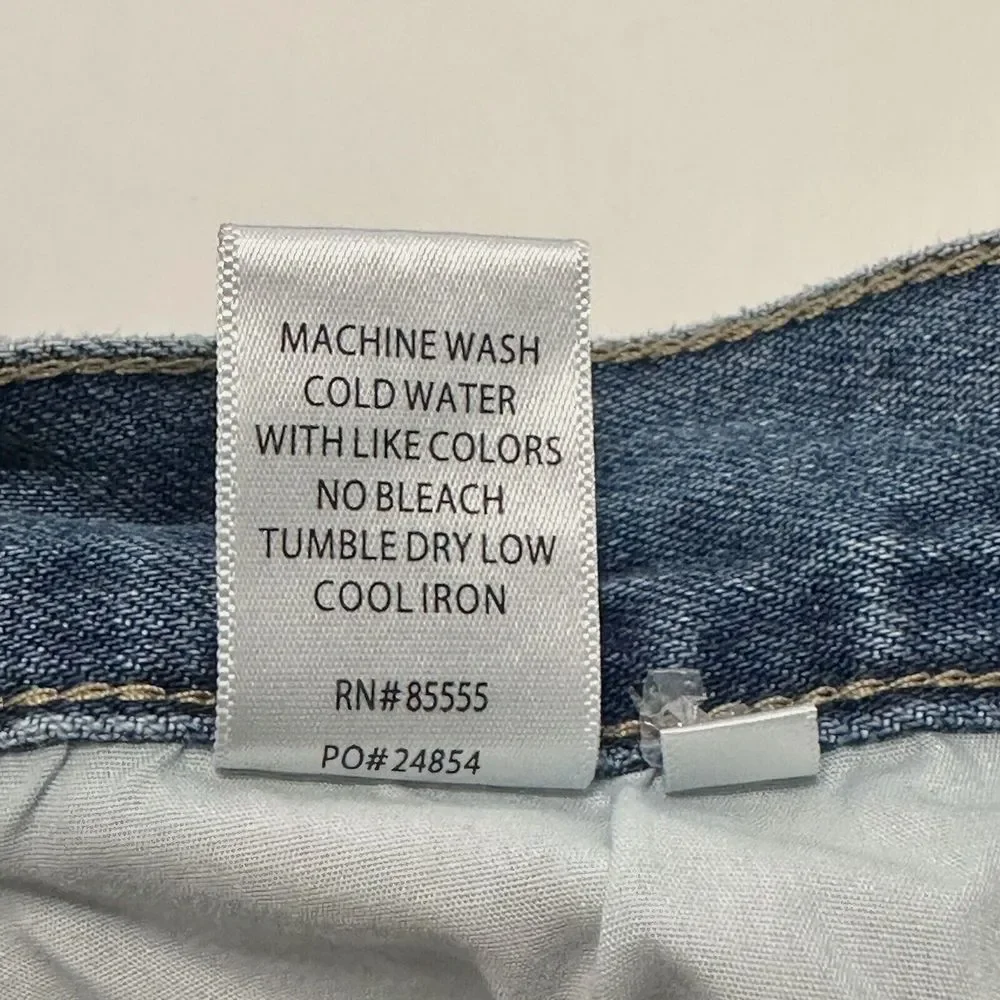 MACHINE WASH
COLD WATER
WITH LIKE COLORS
NO BLEACH
TUMBLE DRY LOW
COOL IRON
RN# 85555
PO# 24854